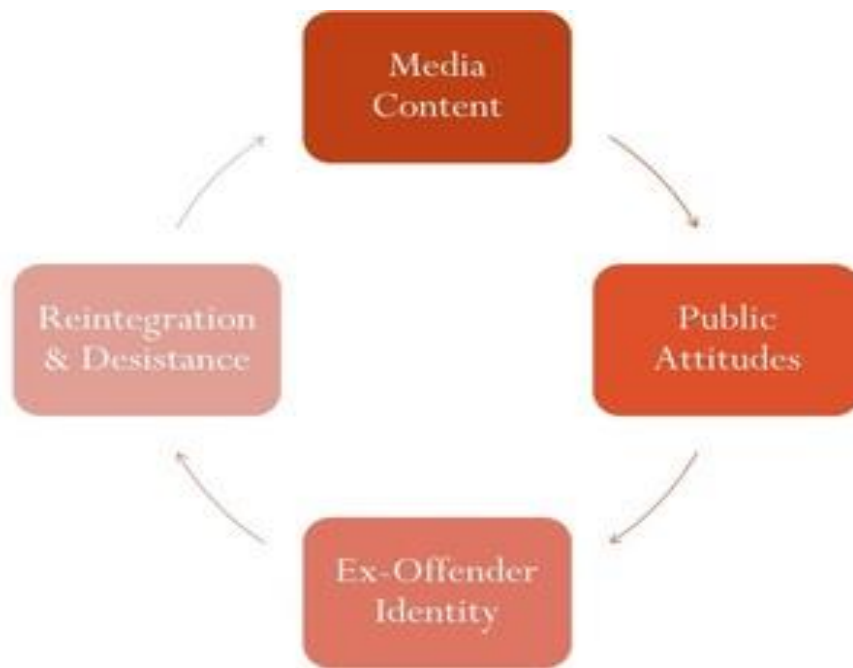 Media
Content
Public
Attitudes
Ex-Offender
Identity
Reintegration
& Desistance